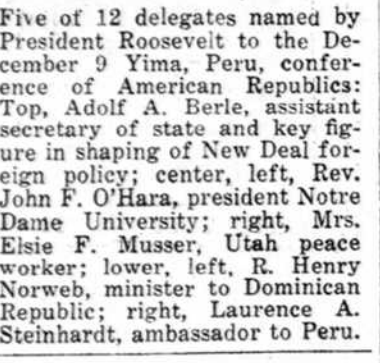 Five of 12 delegates named by
President Roosevelt to the De-
cember 9 Yima, Peru, confer-
ence of American Republics:
Top, Adolf A. Berle, assistant
secretary of state and key fig-
ure in shaping of New Deal for-
eign policy; center, left, Rev.
John F. O'Hara, president Notre
Dame University; right, Mrs.
Elsie F. Musser, Utah peace
worker; lower, left, R. Henry
Norweb, minister to Dominican
Republic; right, Laurence A.
Steinhardt, ambassador to Peru.